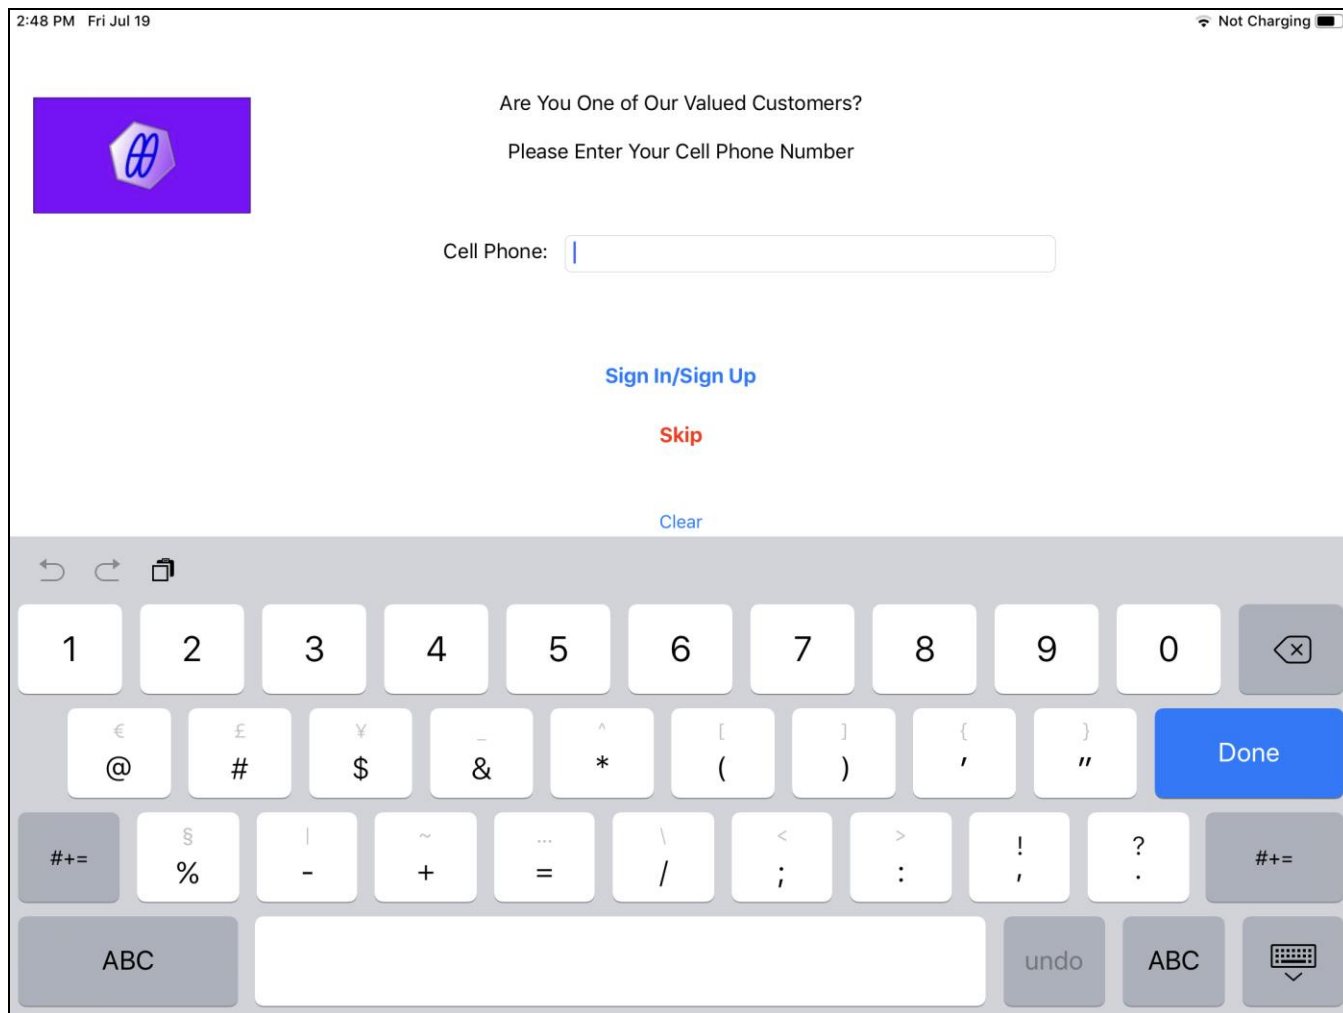 2:48 PM Fri Jul 19 Not Charging
Are You One of Our Valued Customers?
Please Enter Your Cell Phone Number
Cell Phone:
Sign In/Sign Up
Skip
Clear
1 2 3 4 5 6 7 8 9 0
€ £ ¥ _ ^ [ ] { }
@ # $ & * ( ) ' " Done
§ | ~ … \ < > ! ?
#+= % - + = / ; : , . #+=
ABC undo ABC